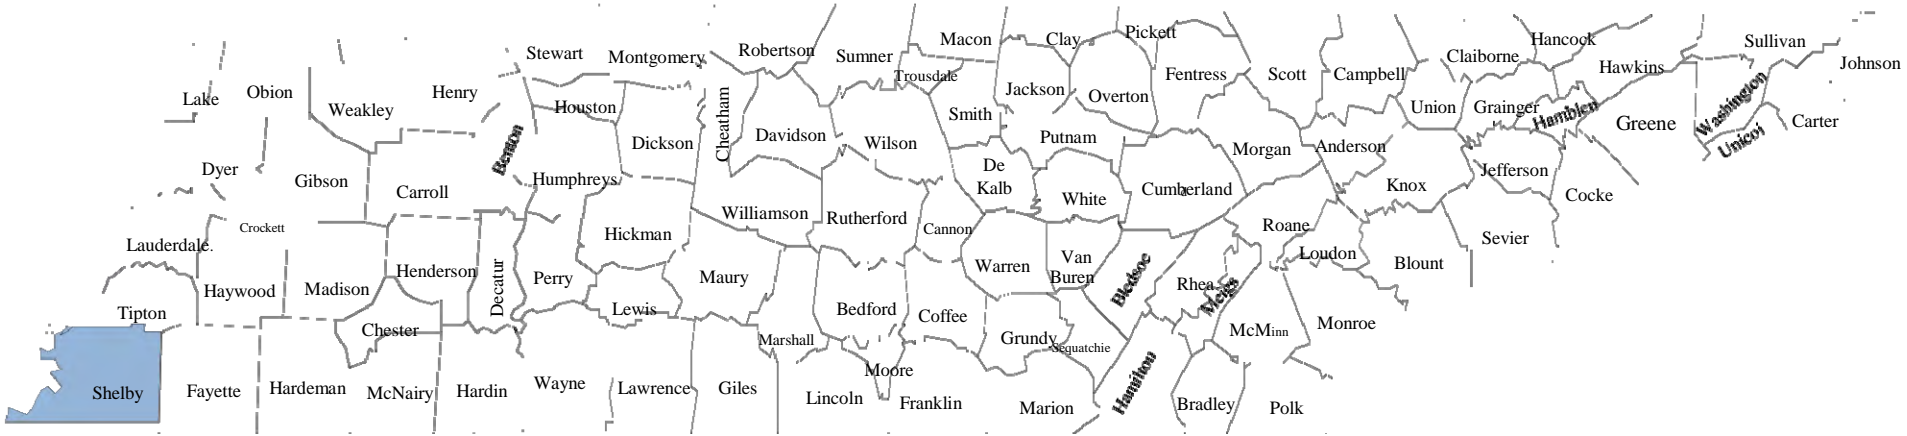 Stewart
Montgomery
Robertson
Sumner
Macon
Clay
Pickett
Hancock
Sullivan
Trousdale
Claiborne
Hawkins
Johnson
Lake
Obion
Weakley
Henry
Houston
Cheatham
Jackson
Overton
Fentress
Scott
Campbell
Union
Grainger
Hamblen
Washington
Greene
Carter
Unicoi
Benton
Dickson
Davidson
Wilson
Smith
Putnam
Morgan
Anderson
Dyer
Gibson
Carroll
Humphreys
De
Kalb
White
Cumberland
Knox
Jefferson
Cocke
Crockett
Williamson
Rutherford
Cannon
Roane
Sevier
Lauderdale.
Hickman
Henderson
Decatur
Perry
Maury
Warren
Van
Buren
Bledsoe
Rhea
Meigs
Loudon
Blount
Haywood
Madison
Tipton
Chester
Lewis
Bedford
Coffee
Grundy
Sequatchie
McMinn
Monroe
Marshall
Moore
Shelby
Fayette
Hardeman
McNairy
Hardin
Wayne
Lawrence
Giles
Lincoln
Franklin
Marion
Hamilton
Bradley
Polk